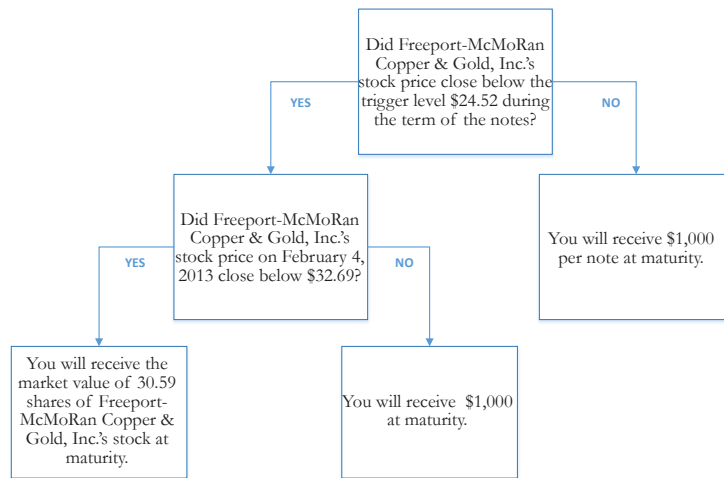 Did Freeport-McMoRan
Copper & Gold, Inc.'s
stock price close below the
trigger level $24.52 during
the term of the notes?
YES
NO
Did Freeport-McMoRan
Copper & Gold, Inc.'s
stock price on February 4,
2013 close below $32.69?
You will receive $1,000
per note at maturity.
YES
NO
You will receive the
market value of 30.59
shares of Freeport-
McMoRan Copper &
Gold, Inc.'s stock at
maturity.
You will receive $1,000
at maturity.